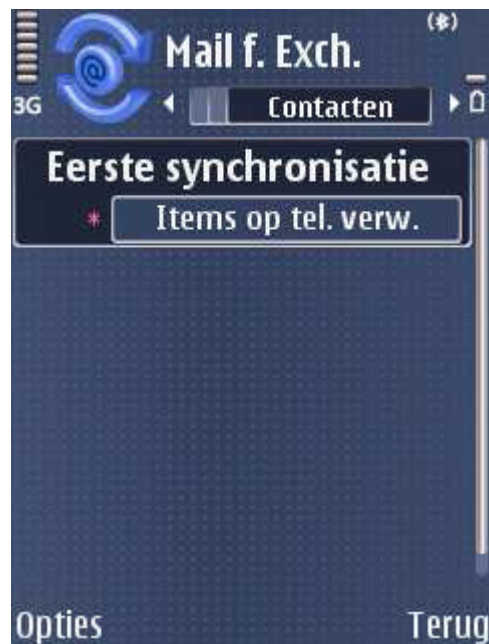 Mail f. Exch.
3G
Contacten
Eerste synchronisatie
* Items op tel. verw.
Opties
Terug